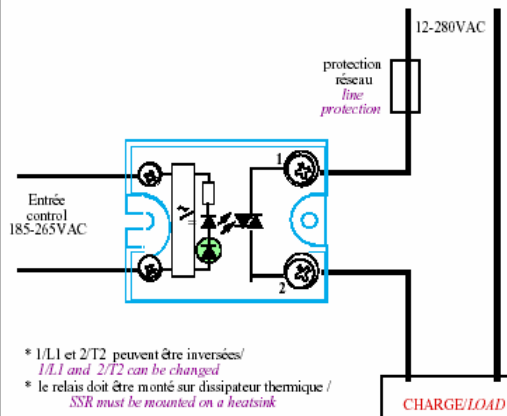 12-280VAC
protection
réseau
line
protection
1
Entrée
control
185-265VAC
2
* 1/L1 et 2/T2 peuvent être inversées/
1/L1 and 2/T2 can be changed
* le relais doit être monté sur dissipateur thermique /
SSR must be mounted on a heatsink
CHARGE/LOAD